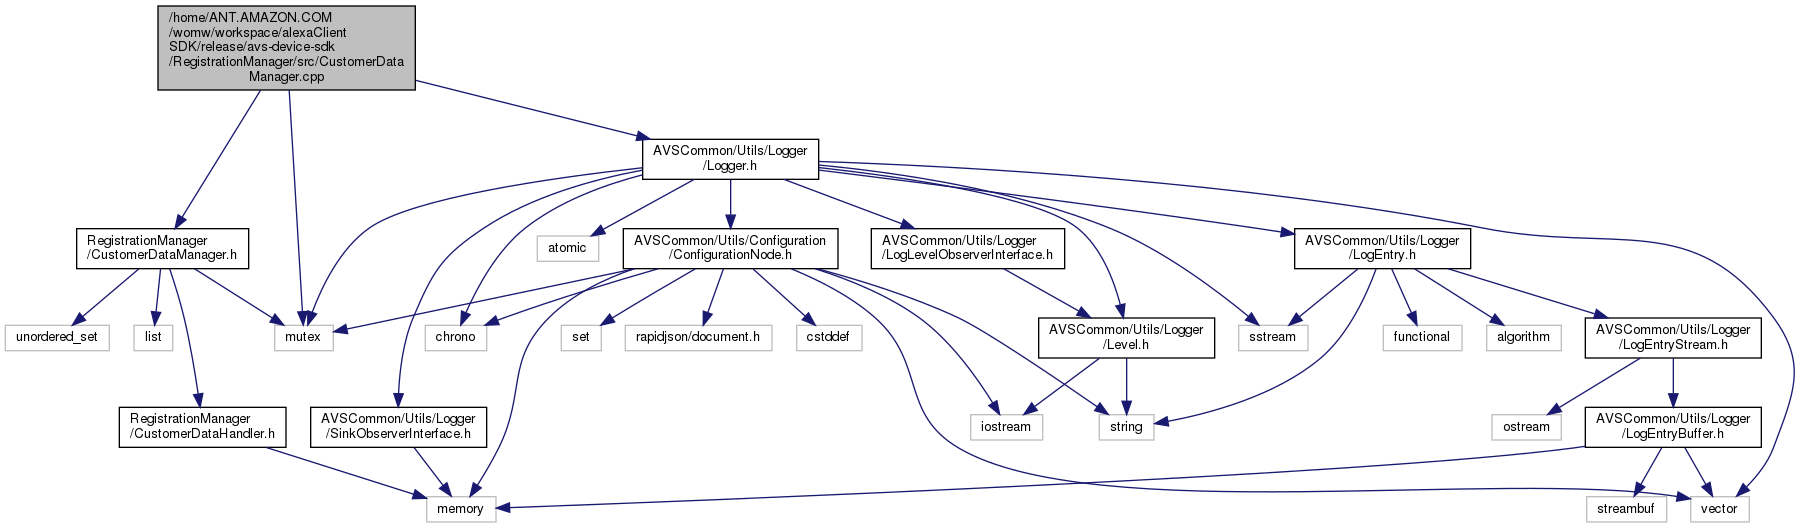 /home/ANT.AMAZON.COM
/womw/workspace/alexaClient
SDK/release/avs-device-sdk
/RegistrationManager/src/CustomerData
Manager.cpp
AVSCommon/Utils/Logger
/Logger.h
RegistrationManager
/CustomerDataManager.h
atomic
AVSCommon/Utils/Configuration
/ConfigurationNode.h
AVSCommon/Utils/Logger
/LogLevelObserverInterface.h
AVSCommon/Utils/Logger
/LogEntry.h
unordered_set
list
mutex
chrono
set
rapidjson/document.h
cstddef
AVSCommon/Utils/Logger
/Level.h
sstream
functional
algorithm
AVSCommon/Utils/Logger
/LogEntryStream.h
RegistrationManager
/CustomerDataHandler.h
AVSCommon/Utils/Logger
/SinkObserverInterface.h
iostream
string
ostream
AVSCommon/Utils/Logger
/LogEntryBuffer.h
memory
streambuf
vector